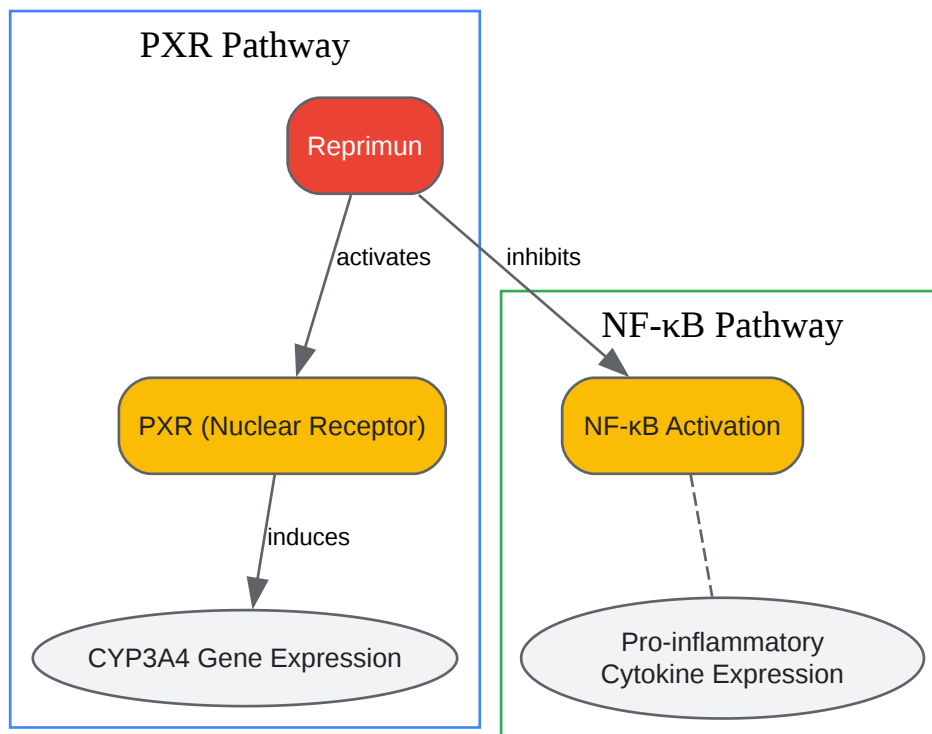 PXR Pathway
Reprimun
activates
inhibits
NF-κB Pathway
PXR (Nuclear Receptor)
NF-κB Activation
induces
CYP3A4 Gene Expression
Pro-inflammatory
Cytokine Expression